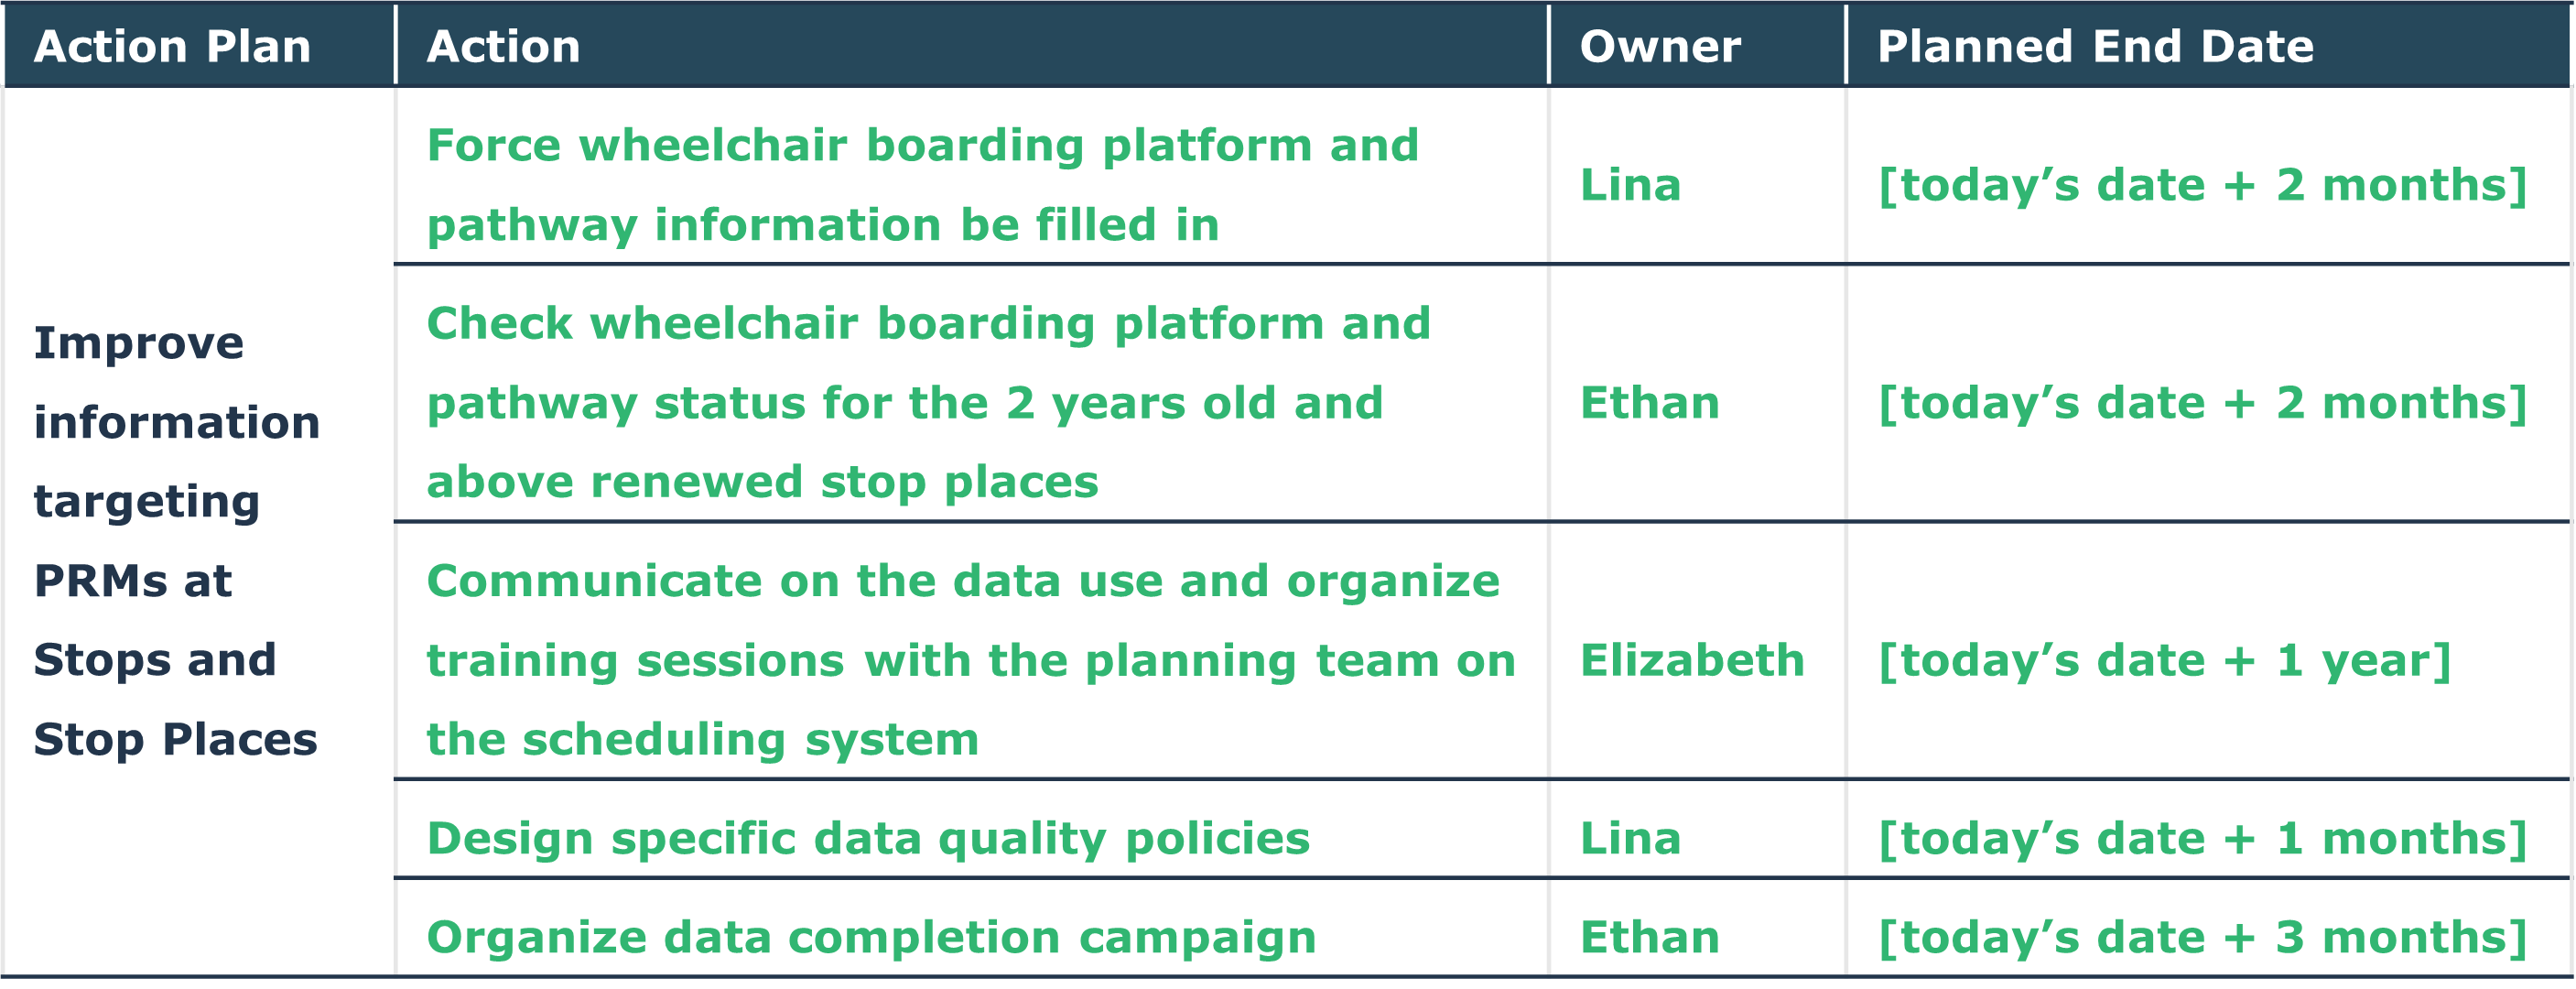 Action Plan
Action
Owner
Planned End Date
Improve
information
targeting
PRMs at
Stops and
Stop Places
Force wheelchair boarding platform and
pathway information be filled in
Lina
[today’s date + 2 months]
Check wheelchair boarding platform and
pathway status for the 2 years old and
above renewed stop places
Ethan
[today’s date + 2 months]
Communicate on the data use and organize
training sessions with the planning team on
the scheduling system
Elizabeth
[today’s date + 1 year]
Design specific data quality policies
Lina
[today’s date + 1 months]
Organize data completion campaign
Ethan
[today’s date + 3 months]